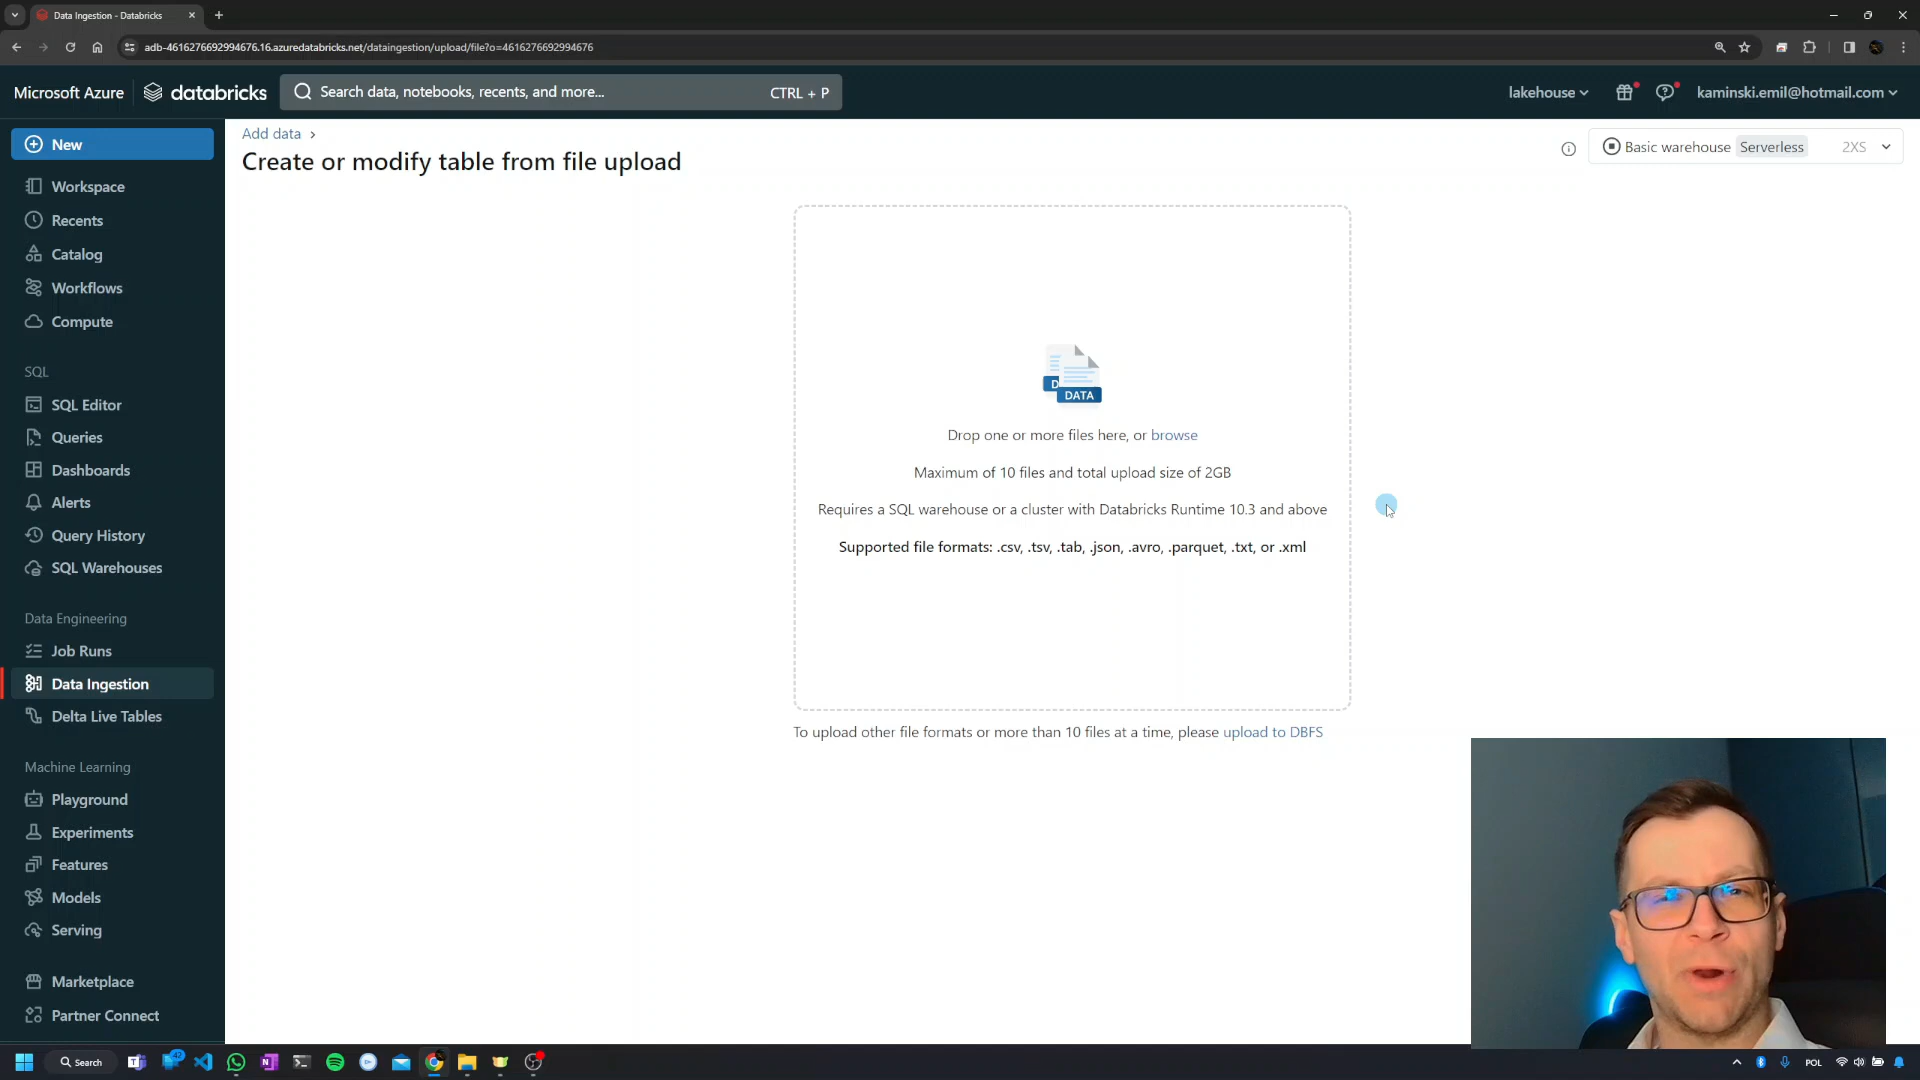 Data Ingestion - Databricks
adb-4616276692994676.16.azuredatabricks.net/dataingestion/upload/file?o=4616276692994676
Microsoft Azure
databricks
Search data, notebooks, recents, and more...
CTRL + P
lakehouse
kaminski.emil@hotmail.com
New
Workspace
Recents
Catalog
Workflows
Compute
SQL
SQL Editor
Queries
Dashboards
Alerts
Query History
SQL Warehouses
Data Engineering
Job Runs
Data Ingestion
Delta Live Tables
Machine Learning
Playground
Experiments
Features
Models
Serving
Marketplace
Partner Connect
Add data ›
Create or modify table from file upload
Basic warehouse Serverless 2XS
D
DATA
Drop one or more files here, or browse
Maximum of 10 files and total upload size of 2GB
Requires a SQL warehouse or a cluster with Databricks Runtime 10.3 and above
Supported file formats: .csv, .tsv, .tab, .json, .avro, .parquet, .txt, or .xml
To upload other file formats or more than 10 files at a time, please upload to DBFS
Search
POL